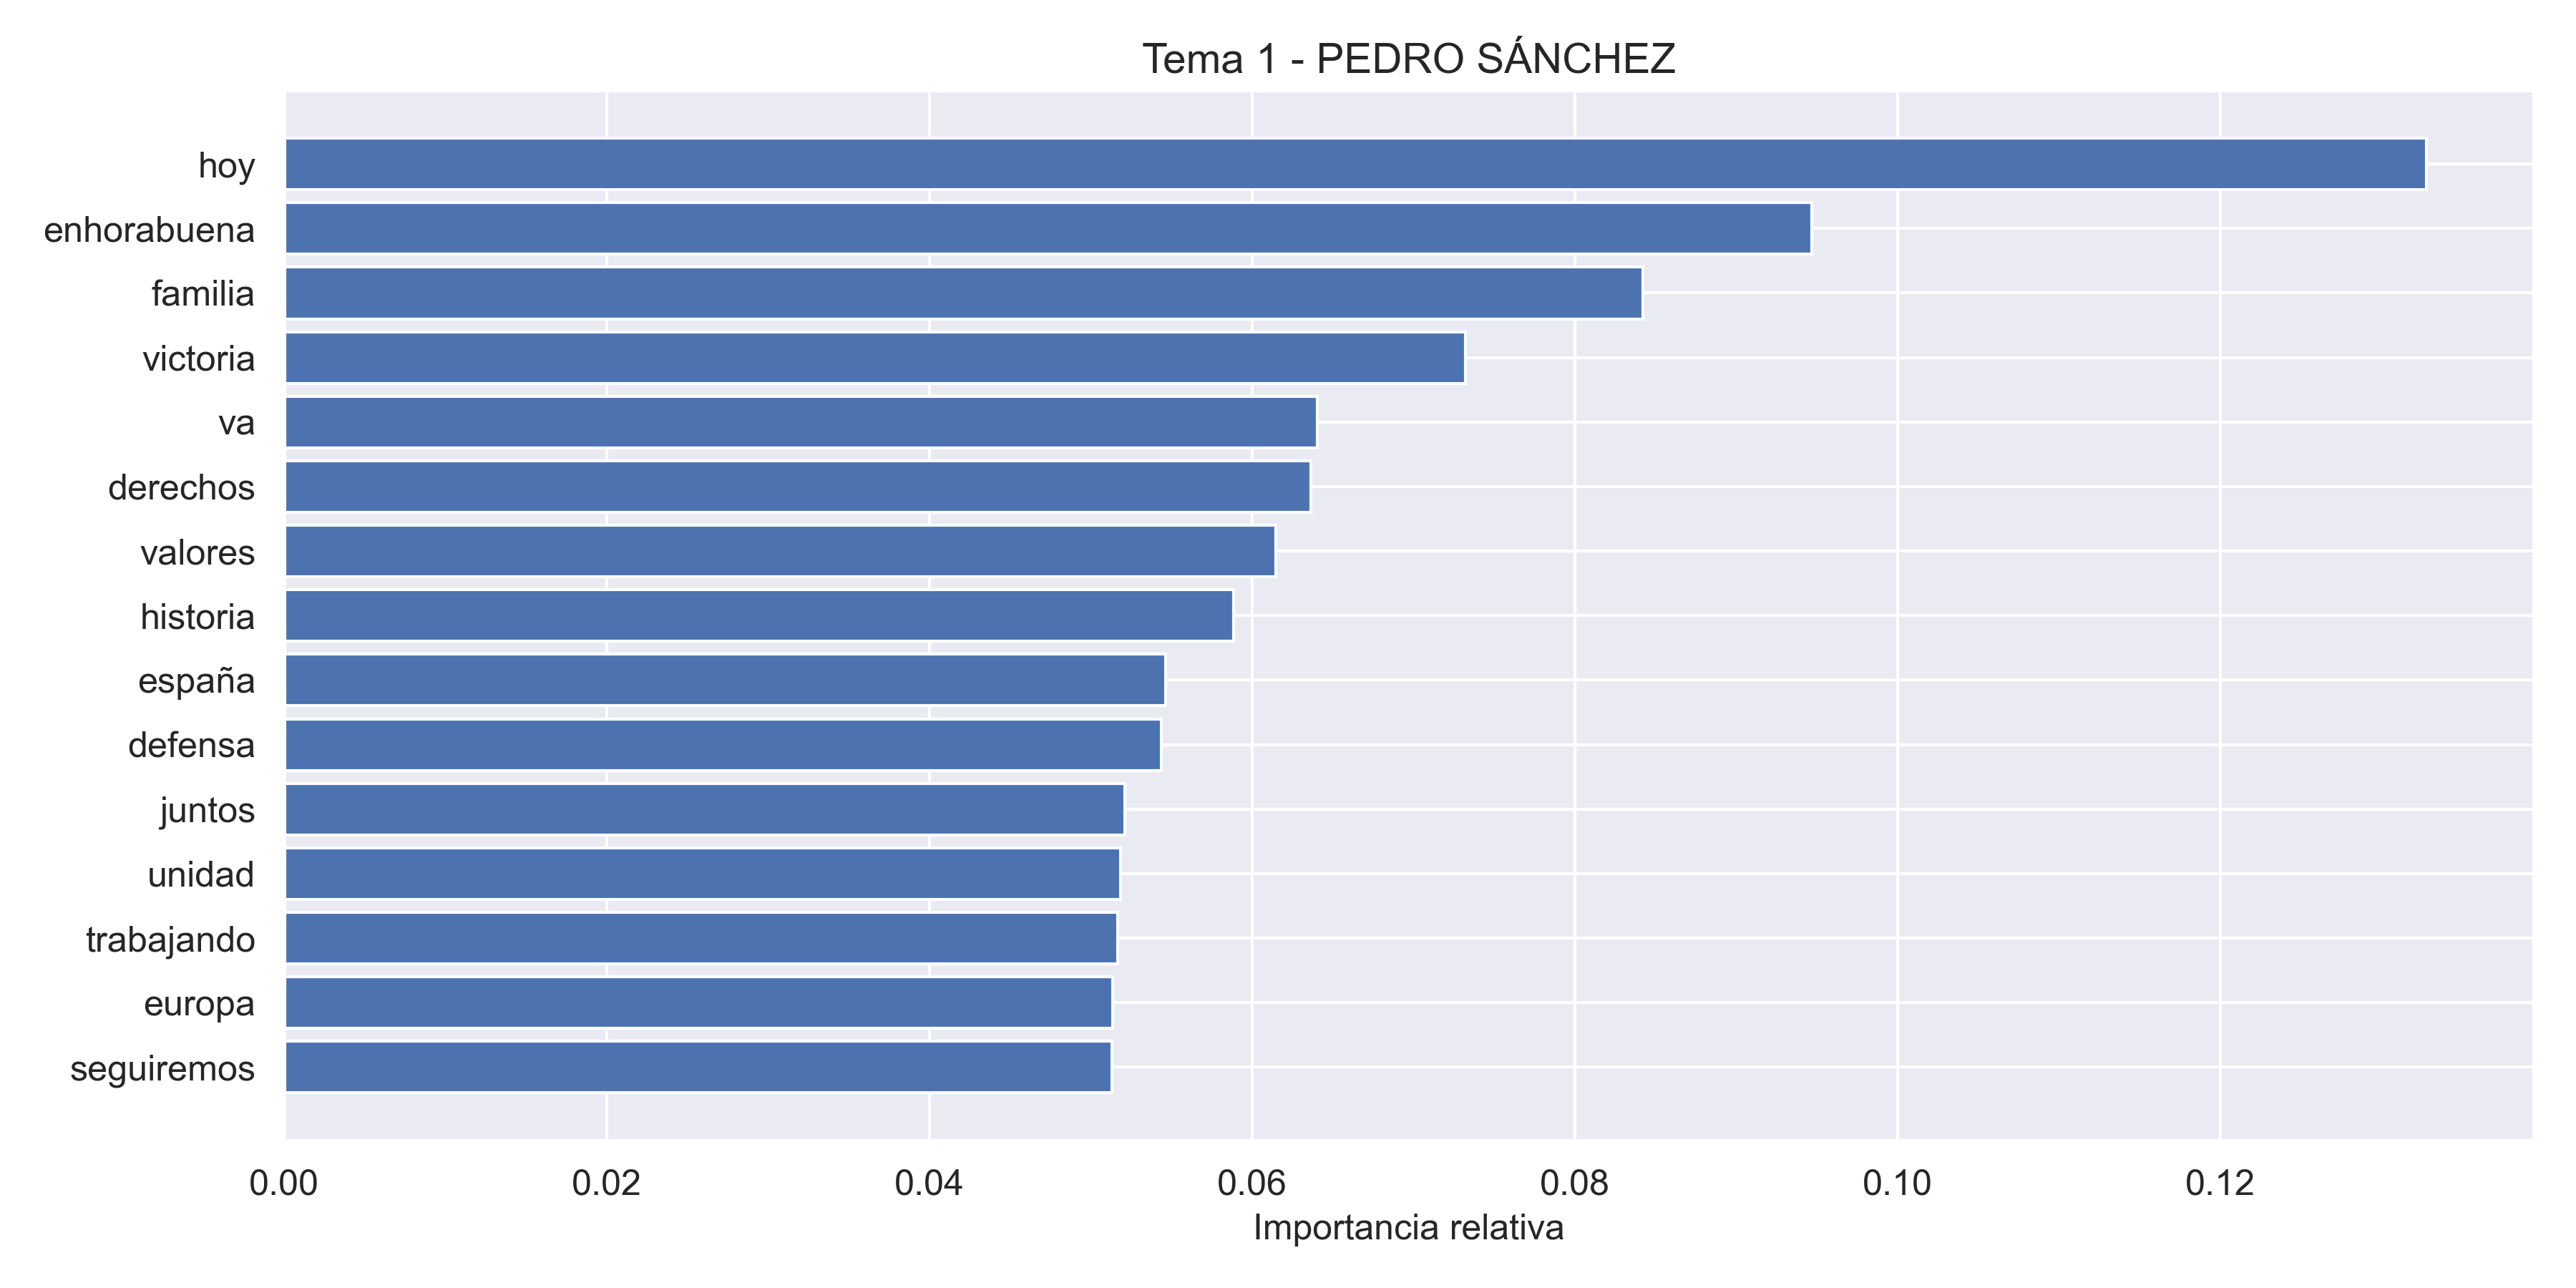 Tema 1 - PEDRO SÁNCHEZ
hoy
enhorabuena
familia
victoria
va
derechos
valores
historia
españa
defensa
juntos
unidad
trabajando
europa
seguiremos
0.00 0.02 0.04 0.06 0.08 0.10 0.12
Importancia relativa